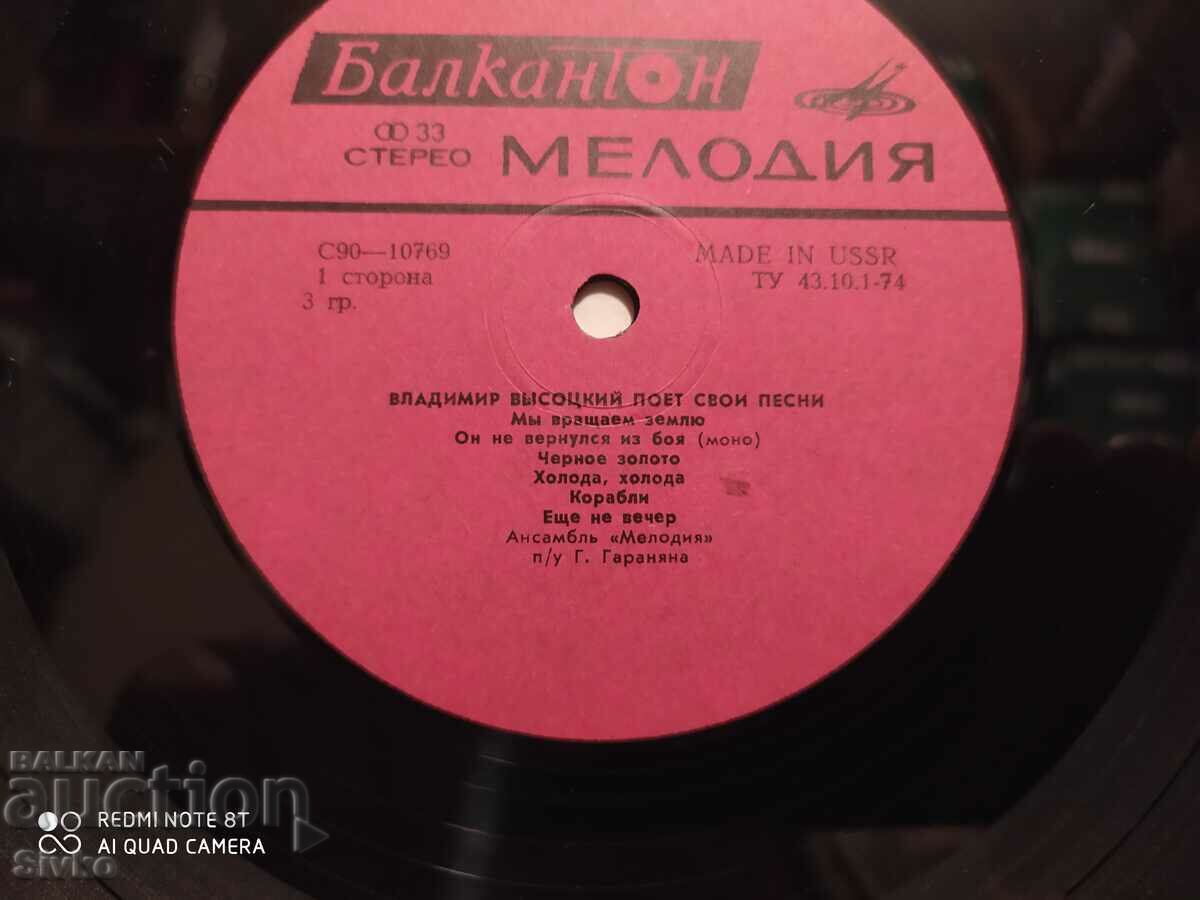 БалканТон
33
СТЕРЕО
МЕЛОДИЯ
С90—10769
1 сторона
3 гр.
MADE IN USSR
ТУ 43.10.1-74
ВЛАДИМИР ВЫСОЦКИЙ ПОЕТ СВОИ ПЕСНИ
Мы вращаем землю
Он не вернулся из боя (моно)
Черное золото
Холода, холода
Корабли
Еще не вечер
Ансамбль «Мелодия»
п/у Г. Гараняна
BALKAN
auction
REDMI NOTE 8T
AI QUAD CAMERA
Sivko